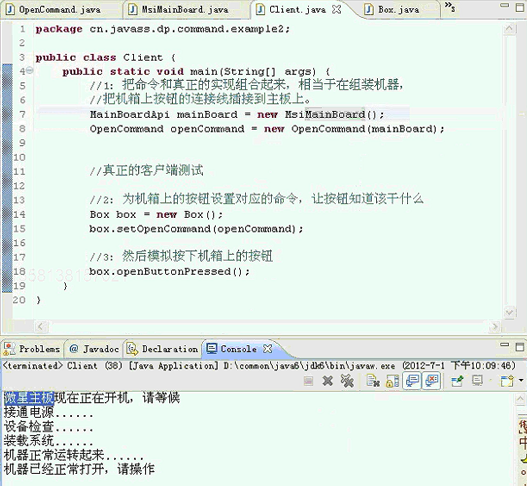 OpenCommand.java MsiMainBoard.java Client.java Box.java »3
1 package cn.javass.dp.command.example2;
2
3 public class Client {
4 public static void main(String[] args) {
5 //1: 把命令和真正的实现组合起来，相当于在组装机器，
6 //把机箱上按钮的连接线插接到主板上。
7 MainBoardApi mainBoard = new MsiMainBoard();
8 OpenCommand openCommand = new OpenCommand(mainBoard);
9
10
11 //真正的客户端测试
12
13 //2: 为机箱上的按钮设置对应的命令，让按钮知道该干什么
14 Box box = new Box();
15 box.setOpenCommand(openCommand);
16
17 //3: 然后模拟按下机箱上的按钮
18 box.openButtonPressed();
19 }
20 }
Problems @ Javadoc Declaration Console
<terminated> Client (38) [Java Application] D:\common\java6\jdk6\bin\javaw.exe (2012-7-1 下午10:09:46)
微星主板现在正在开机，请等候
接通电源......
设备检查......
装载系统......
机器正常运转起来......
机器已经正常打开，请操作
中